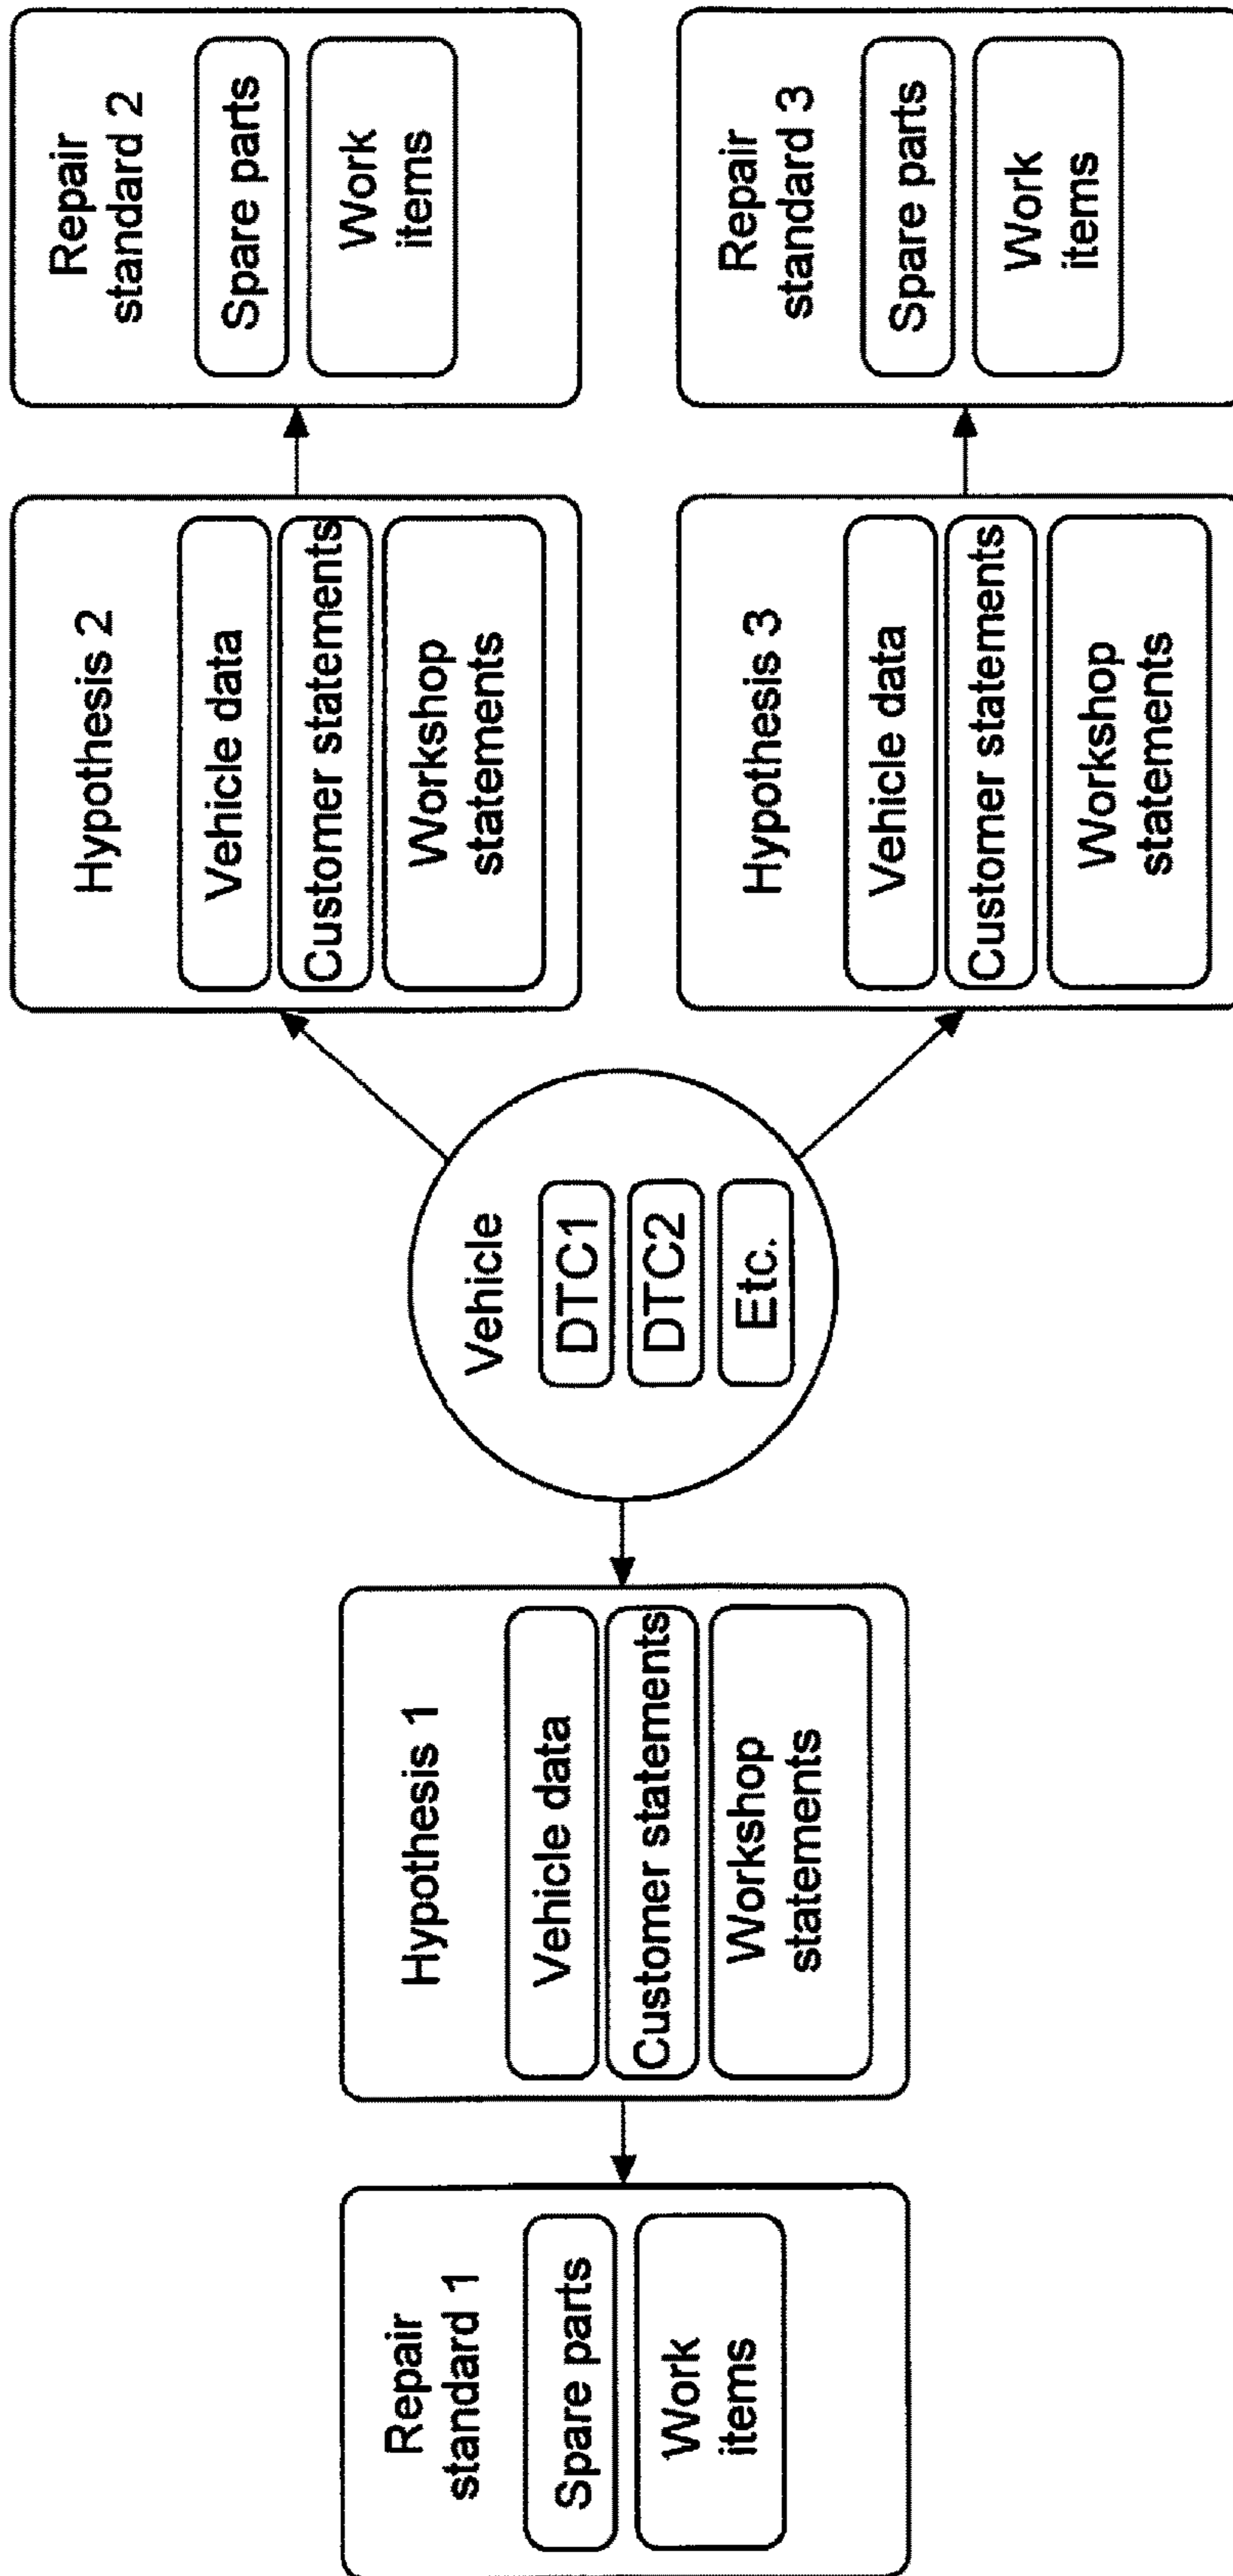 Repair
standard 1
Spare parts
Work
items
Hypothesis 1
Vehicle data
Customer statements
Workshop
statements
Vehicle
DTC1
DTC2
Etc.
Hypothesis 2
Vehicle data
Customer statements
Workshop
statements
Repair
standard 2
Spare parts
Work
items
Hypothesis 3
Vehicle data
Customer statements
Workshop
statements
Repair
standard 3
Spare parts
Work
items